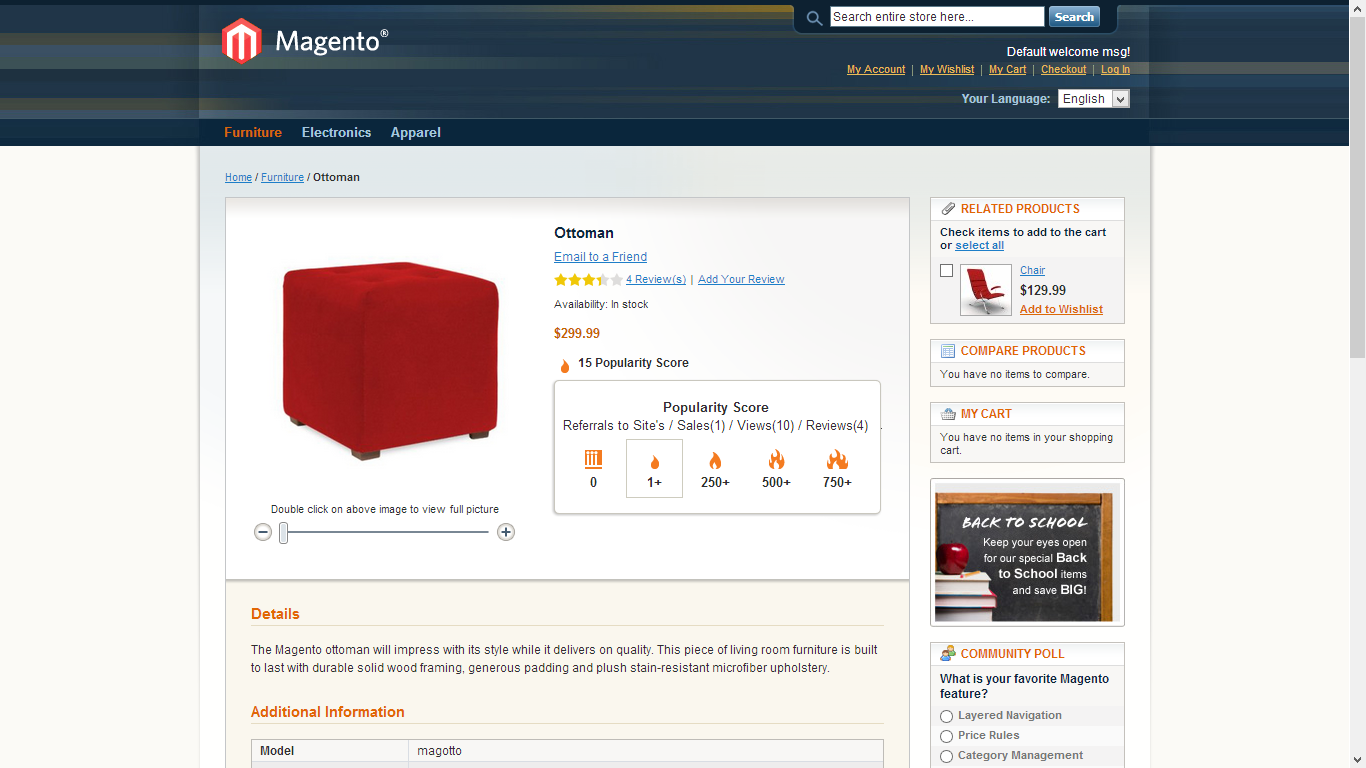 Search entire store here...
Search
Magento®
Default welcome msg!
My Account | My Wishlist | My Cart | Checkout | Log In
Your Language: English
Furniture Electronics Apparel
Home / Furniture / Ottoman
Ottoman
Email to a Friend
4 Review(s) | Add Your Review
Availability: In stock
$299.99
15 Popularity Score
Popularity Score
Referrals to Site's / Sales(1) / Views(10) / Reviews(4) .
0 1+ 250+ 500+ 750+
Double click on above image to view full picture
Details
The Magento ottoman will impress with its style while it delivers on quality. This piece of living room furniture is built
to last with durable solid wood framing, generous padding and plush stain-resistant microfiber upholstery.
Additional Information
Model magotto
RELATED PRODUCTS
Check items to add to the cart
or select all
Chair
$129.99
Add to Wishlist
COMPARE PRODUCTS
You have no items to compare.
MY CART
You have no items in your shopping
cart.
BACK TO SCHOOL
Keep your eyes open
for our special Back
to School items
and save BIG!
COMMUNITY POLL
What is your favorite Magento
feature?
Layered Navigation
Price Rules
Category Management